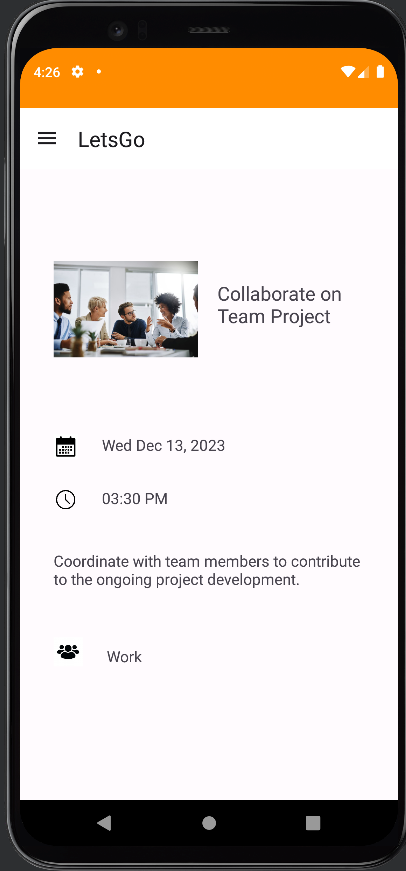 4:26
LetsGo
Collaborate on
Team Project
Wed Dec 13, 2023
03:30 PM
Coordinate with team members to contribute
to the ongoing project development.
Work